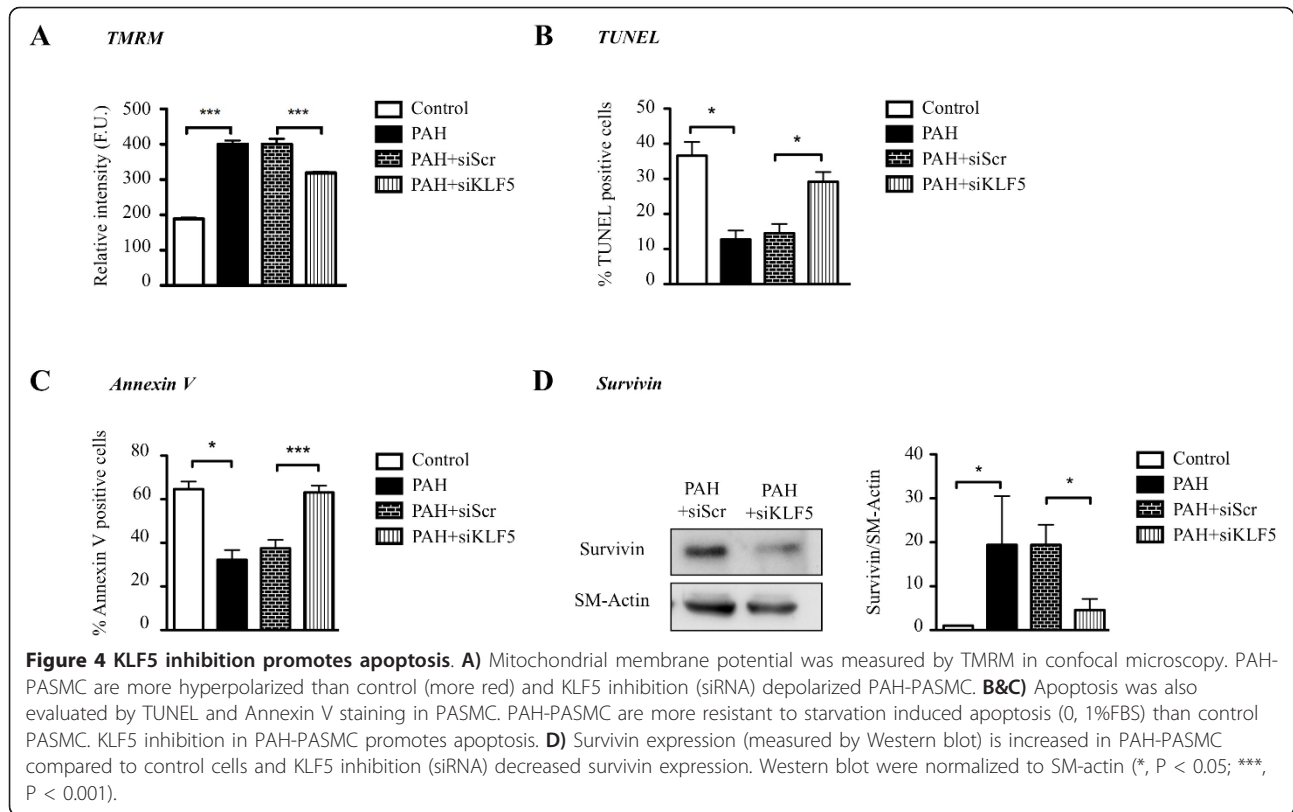 A TMRM
500
400
300
200
100
0
Relative intensity (F.U.)
***
***
Control
PAH
PAH+siScr
PAH+siKLF5
B TUNEL
50
40
30
20
10
0
% TUNEL positive cells
*
*
Control
PAH
PAH+siScr
PAH+siKLF5
C Annexin V
80
60
40
20
0
% Annexin V positive cells
*
***
Control
PAH
PAH+siScr
PAH+siKLF5
D Survivin
PAH PAH
+siScr +siKLF5
Survivin
SM-Actin
40
30
20
10
0
Survivin/SM-Actin
*
*
Control
PAH
PAH+siScr
PAH+siKLF5
Figure 4 KLF5 inhibition promotes apoptosis. A) Mitochondrial membrane potential was measured by TMRM in confocal microscopy. PAH-
PASMC are more hyperpolarized than control (more red) and KLF5 inhibition (siRNA) depolarized PAH-PASMC. B&C) Apoptosis was also
evaluated by TUNEL and Annexin V staining in PASMC. PAH-PASMC are more resistant to starvation induced apoptosis (0, 1%FBS) than control
PASMC. KLF5 inhibition in PAH-PASMC promotes apoptosis. D) Survivin expression (measured by Western blot) is increased in PAH-PASMC
compared to control cells and KLF5 inhibition (siRNA) decreased survivin expression. Western blot were normalized to SM-actin (*, P < 0.05; ***,
P < 0.001).